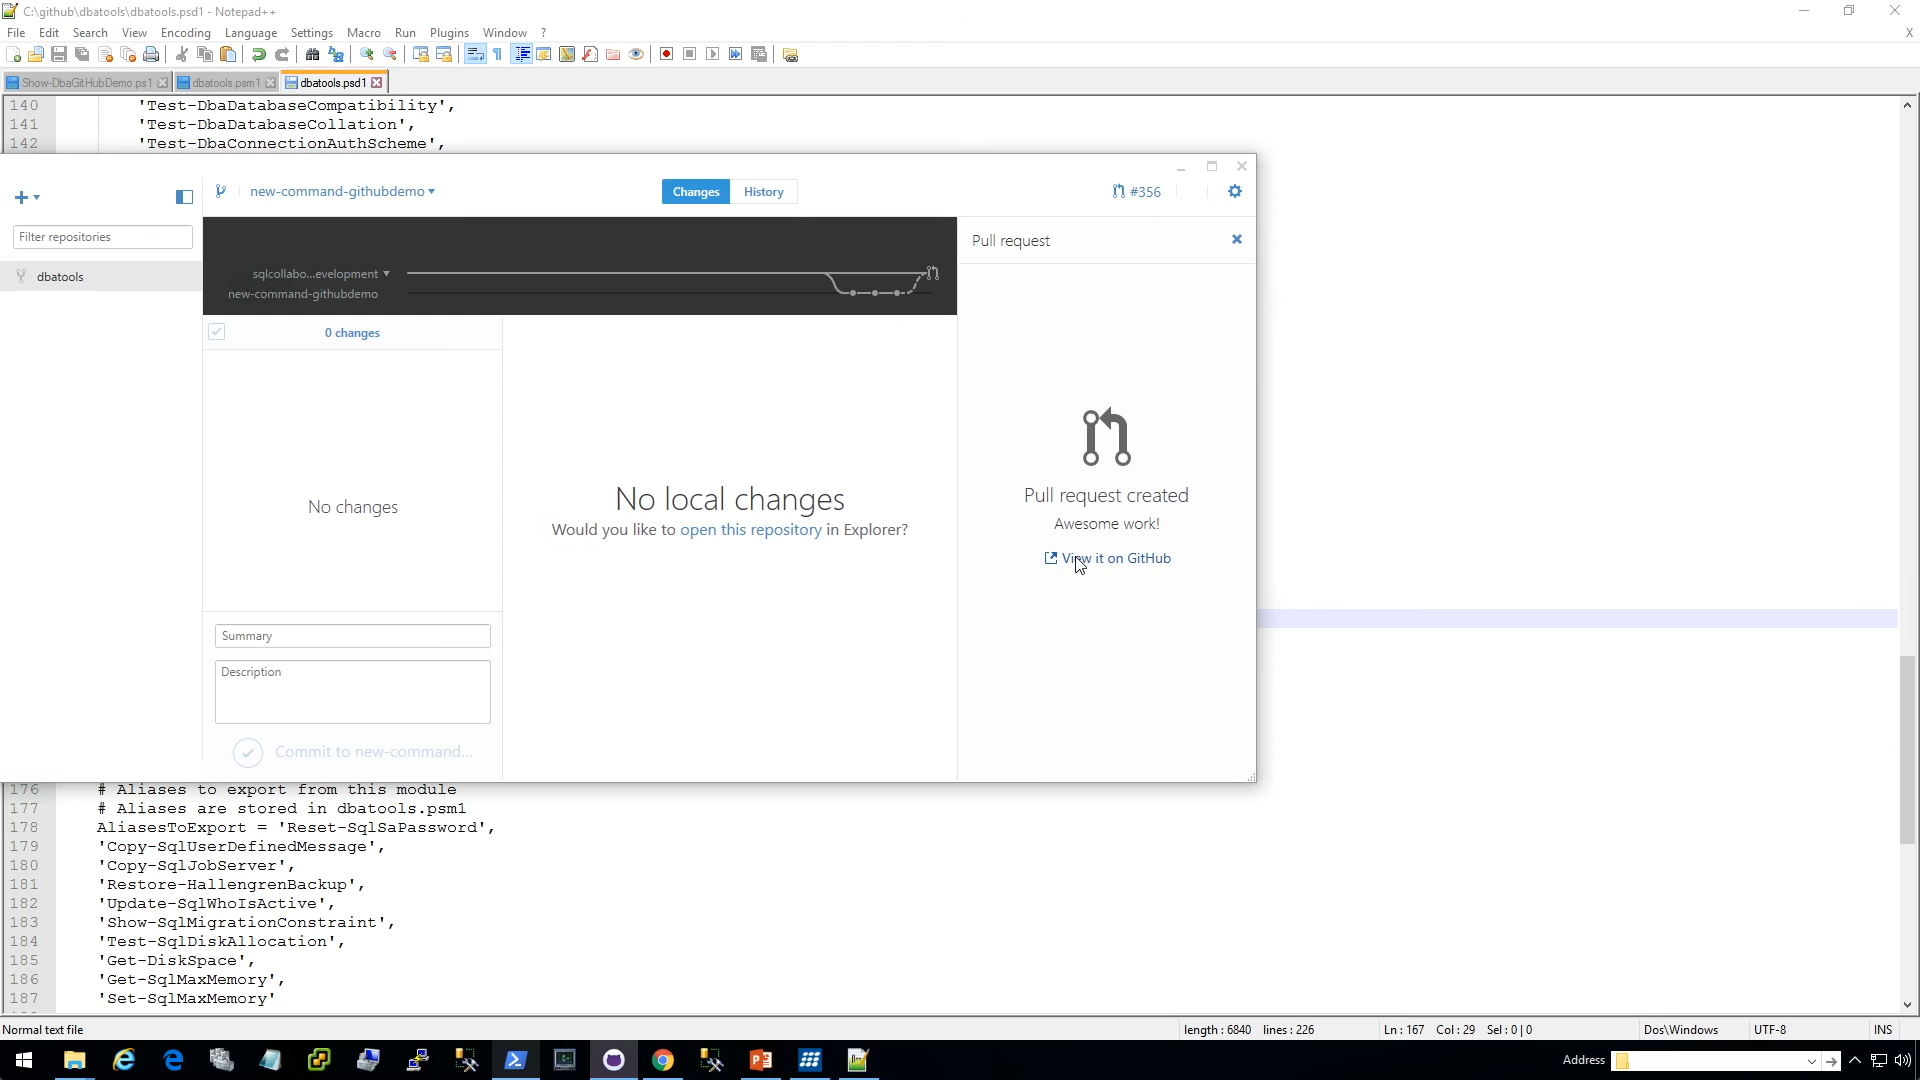 C:\github\dbatools\dbatools.psd1 - Notepad++
File Edit Search View Encoding Language Settings Macro Run Plugins Window ? X
Show-DbaGitHubDemo.ps1 dbatools.psm1 dbatools.psd1
140 'Test-DbaDatabaseCompatibility',
141 'Test-DbaDatabaseCollation',
142 'Test-DbaConnectionAuthScheme',
new-command-githubdemo Changes History #356
Filter repositories
Pull request
dbatools
sqlcollabo...evelopment
new-command-githubdemo
0 changes
No changes
No local changes
Would you like to open this repository in Explorer?
Pull request created
Awesome work!
View it on GitHub
Summary
Description
Commit to new-command...
176 # Aliases to export from this module
177 # Aliases are stored in dbatools.psm1
178 AliasesToExport = 'Reset-SqlSaPassword',
179 'Copy-SqlUserDefinedMessage',
180 'Copy-SqlJobServer',
181 'Restore-HallengrenBackup',
182 'Update-SqlWhoIsActive',
183 'Show-SqlMigrationConstraint',
184 'Test-SqlDiskAllocation',
185 'Get-DiskSpace',
186 'Get-SqlMaxMemory',
187 'Set-SqlMaxMemory'
Normal text file length : 6840 lines : 226 Ln : 167 Col : 29 Sel : 0 | 0 Dos\Windows UTF-8 INS
Address